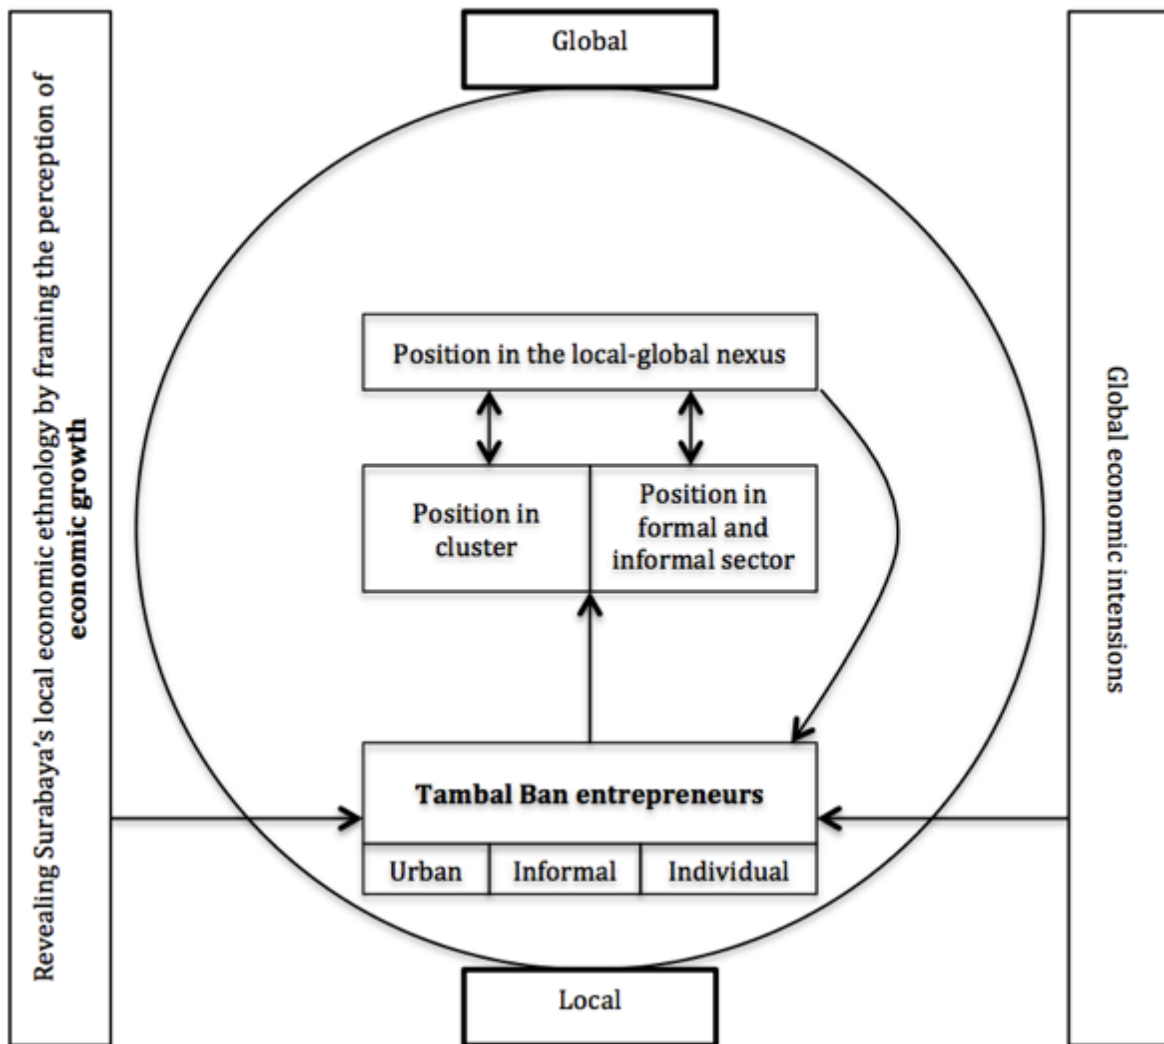 Global
Revealing Surabaya's local economic ethnology by framing the perception of
economic growth
Position in the local-global nexus
Position in
cluster
Position in
formal and
informal sector
Global economic intensions
Tambal Ban entrepreneurs
Urban
Informal
Individual
Local